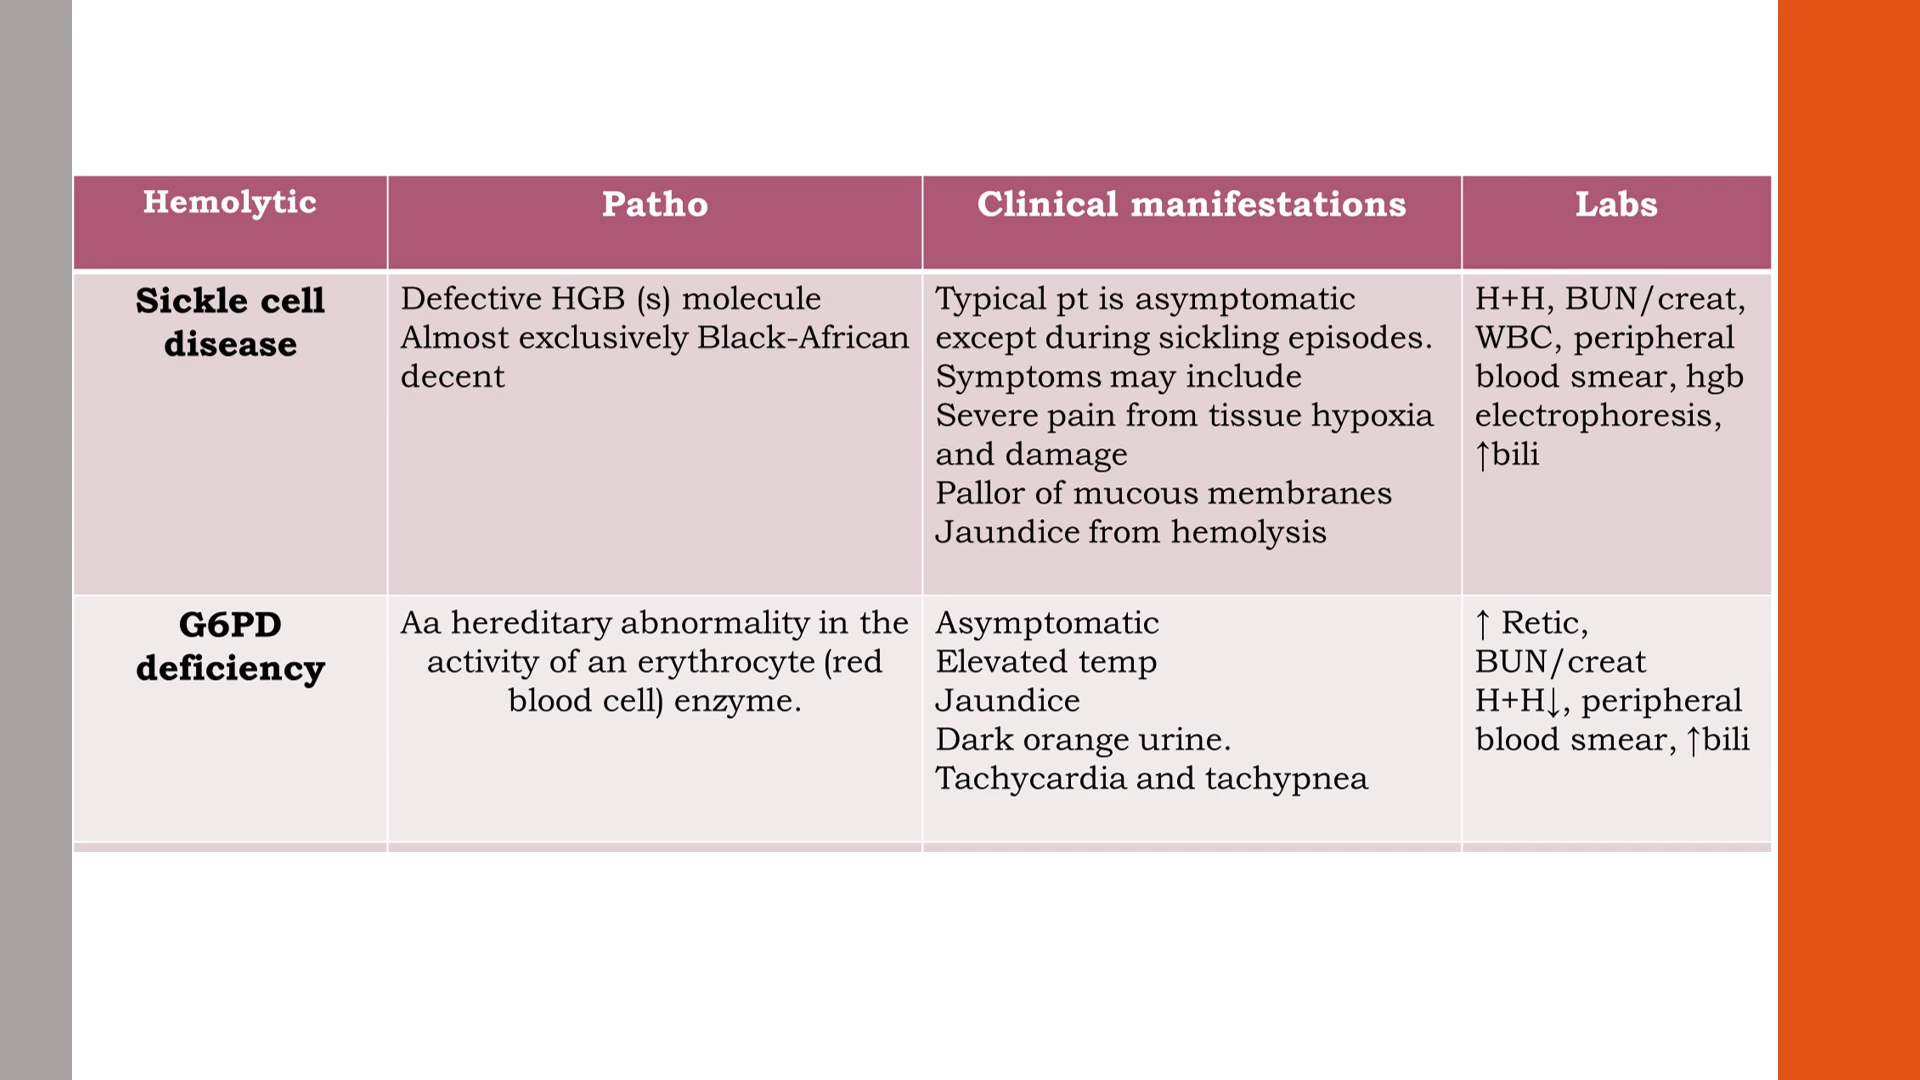 Hemolytic
Patho
Clinical manifestations
Labs
Sickle cell
disease
Defective HGB (s) molecule
Almost exclusively Black-African
decent
Typical pt is asymptomatic
except during sickling episodes.
Symptoms may include
Severe pain from tissue hypoxia
and damage
Pallor of mucous membranes
Jaundice from hemolysis
H+H, BUN/creat,
WBC, peripheral
blood smear, hgb
electrophoresis,
↑bili
G6PD
deficiency
Aa hereditary abnormality in the
activity of an erythrocyte (red
blood cell) enzyme.
Asymptomatic
Elevated temp
Jaundice
Dark orange urine.
Tachycardia and tachypnea
↑ Retic,
BUN/creat
H+H↓, peripheral
blood smear, ↑bili